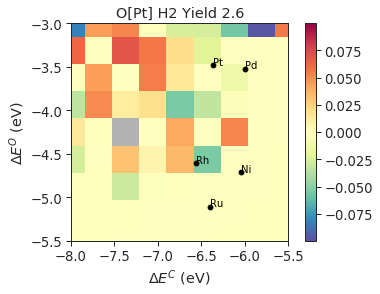 O[Pt] H2 Yield 2.6
−3.0
−3.5
−4.0
−4.5
−5.0
−5.5
ΔE^O (eV)
Pt
Pd
Rh
Ni
Ru
−8.0 −7.5 −7.0 −6.5 −6.0 −5.5
ΔE^C (eV)
0.075
0.050
0.025
0.000
−0.025
−0.050
−0.075